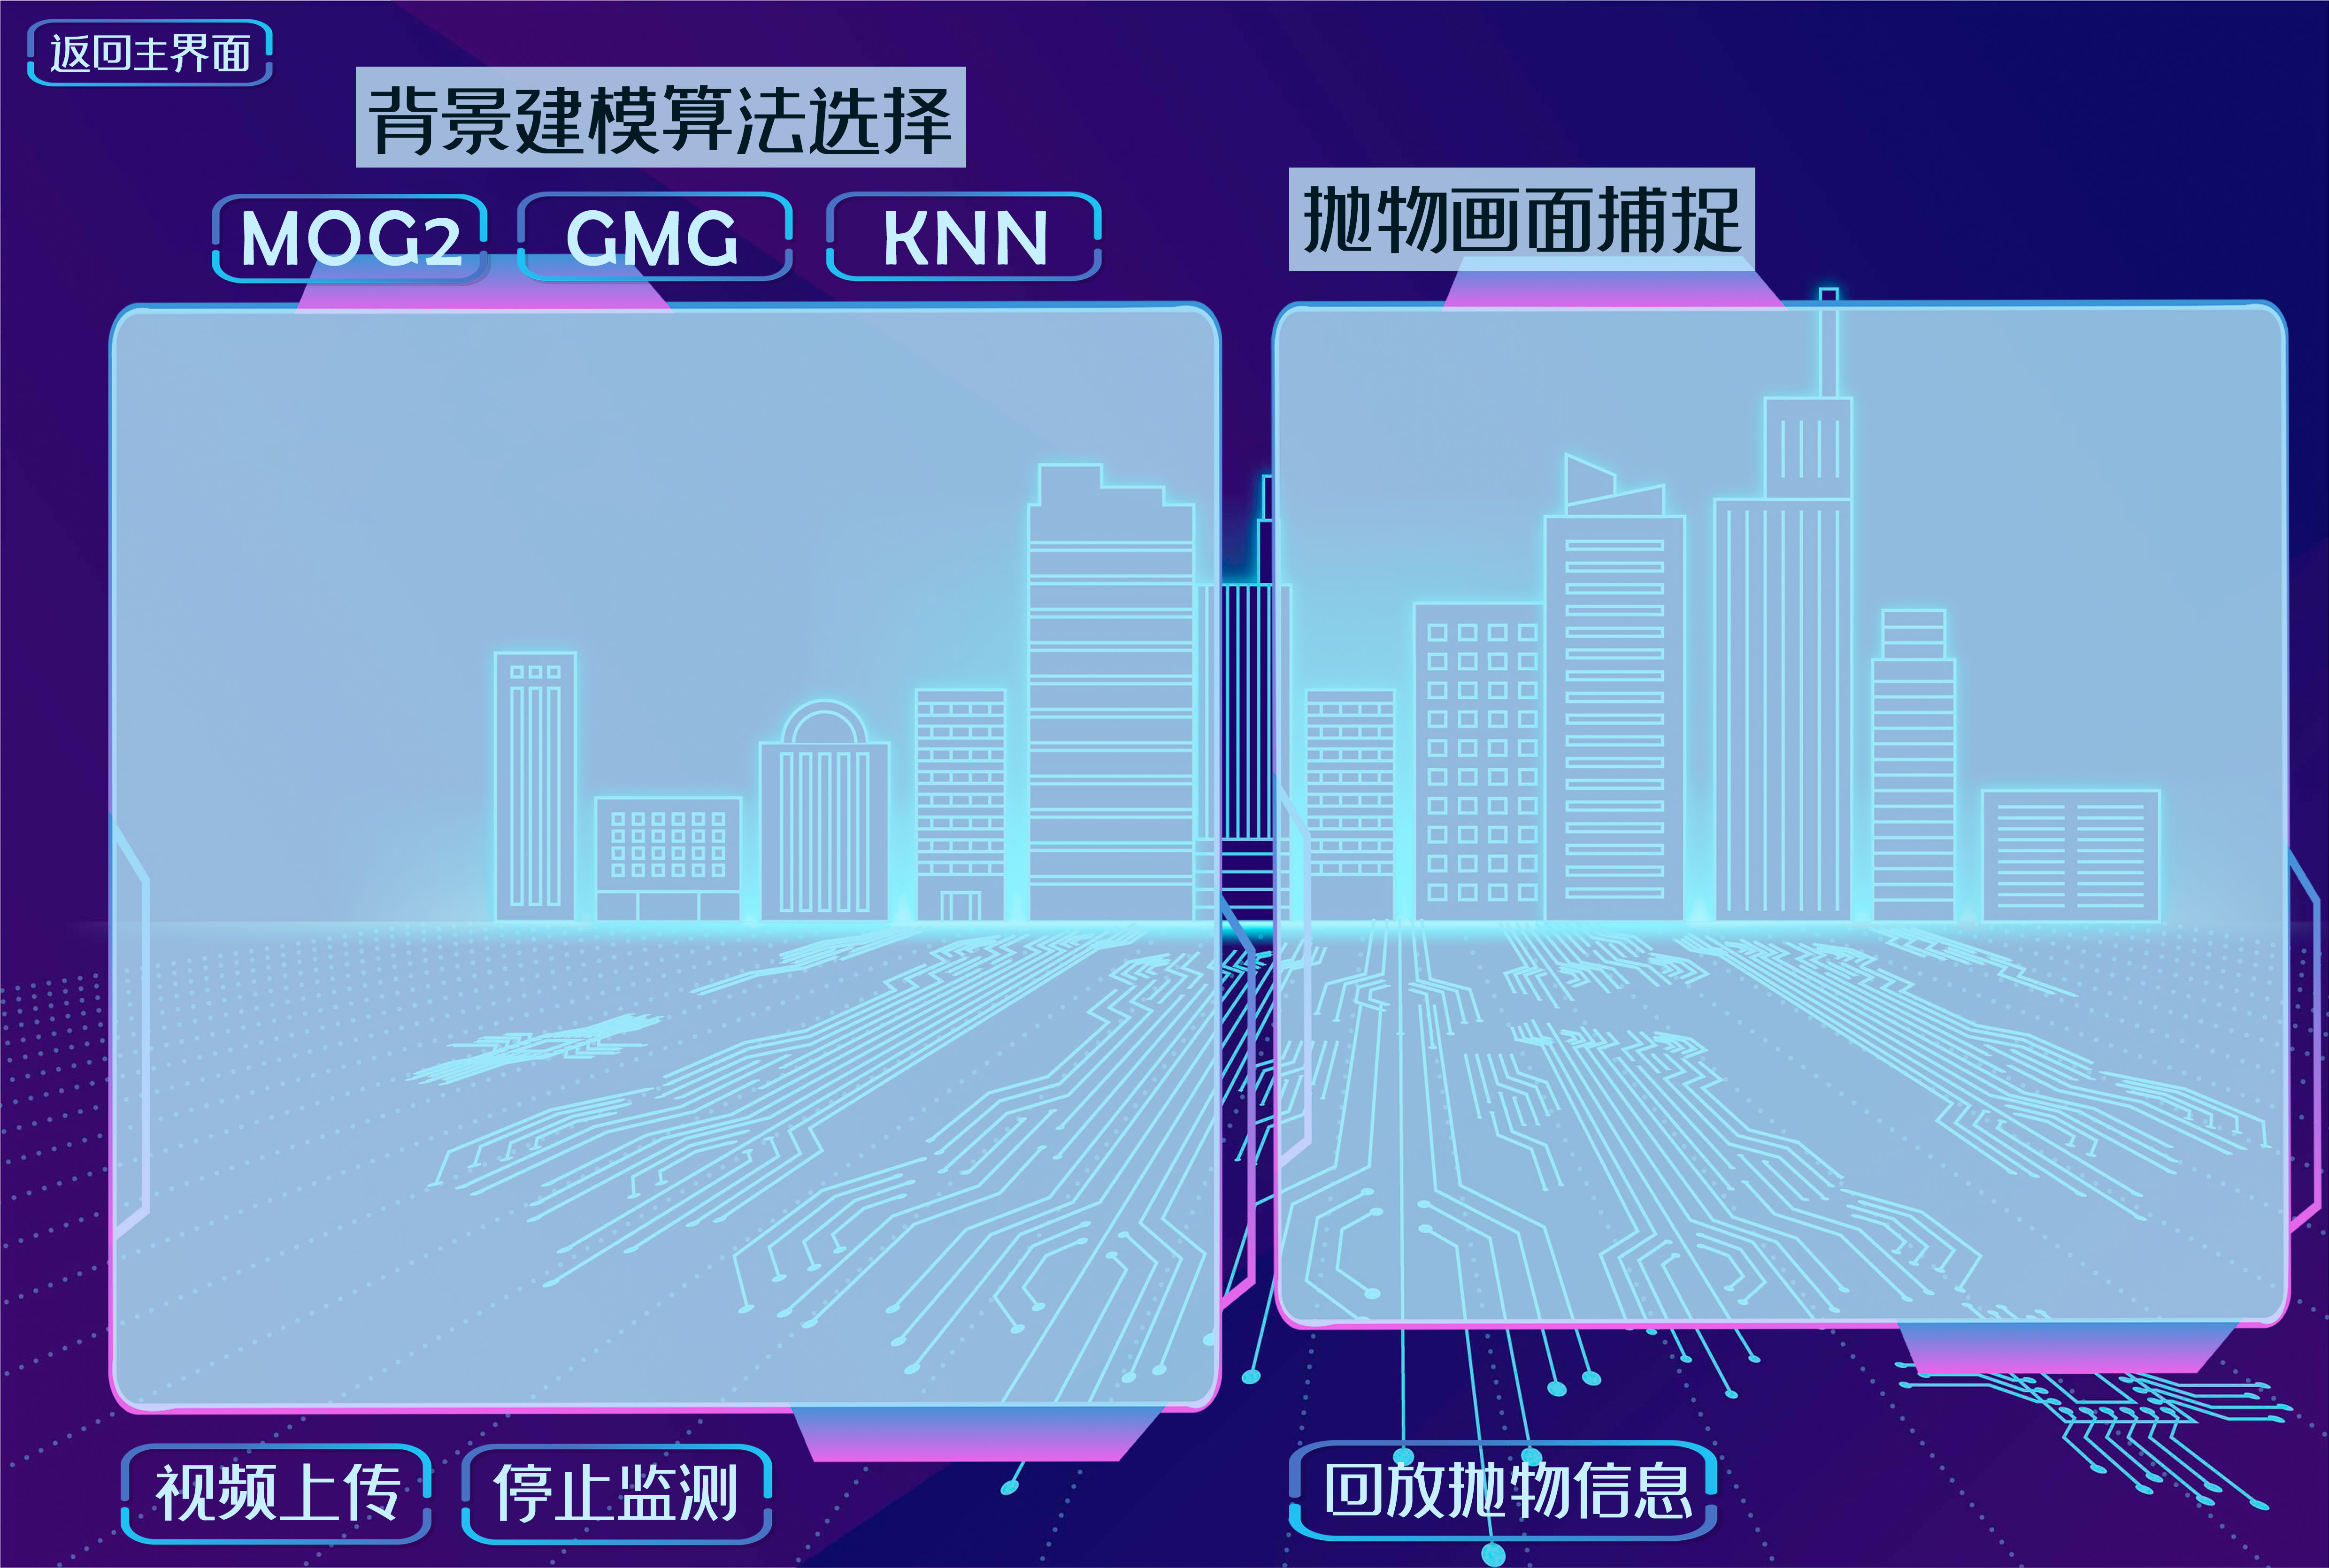 返回主界面
背景建模算法选择
MOG2
GMG
KNN
抛物画面捕捉
视频上传
停止监测
回放抛物信息